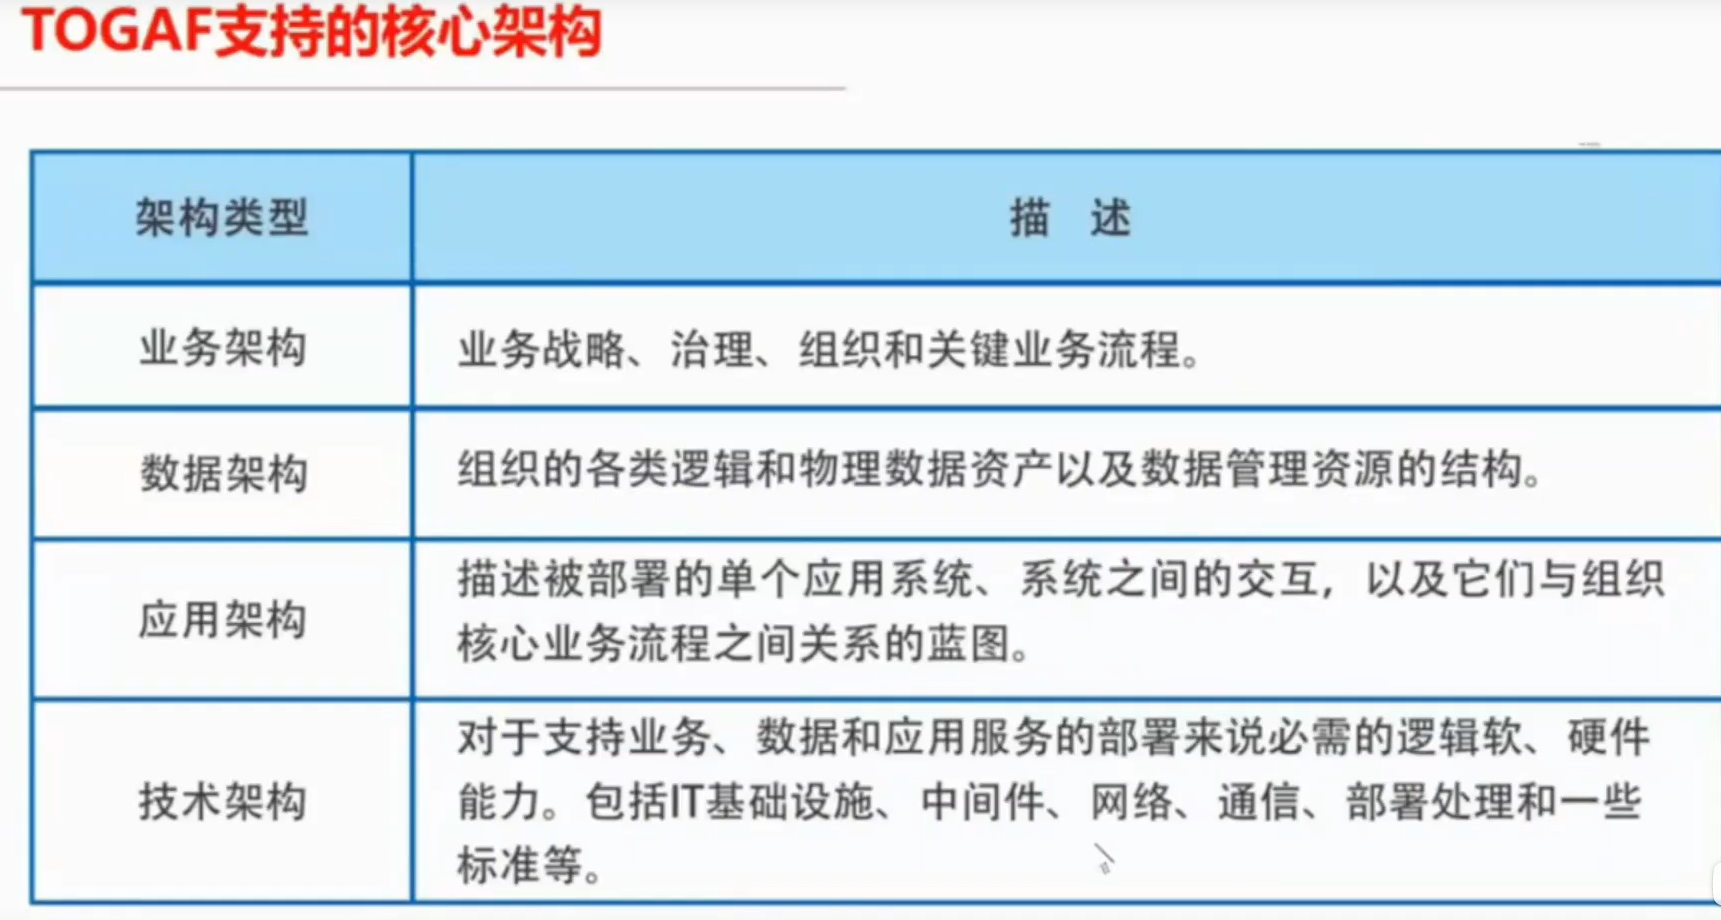 TOGAF支持的核心架构
架构类型
描 述
业务架构
业务战略、治理、组织和关键业务流程。
数据架构
组织的各类逻辑和物理数据资产以及数据管理资源的结构。
应用架构
描述被部署的单个应用系统、系统之间的交互，以及它们与组织
核心业务流程之间关系的蓝图。
技术架构
对于支持业务、数据和应用服务的部署来说必需的逻辑软、硬件
能力。包括IT基础设施、中间件、网络、通信、部署处理和一些
标准等。